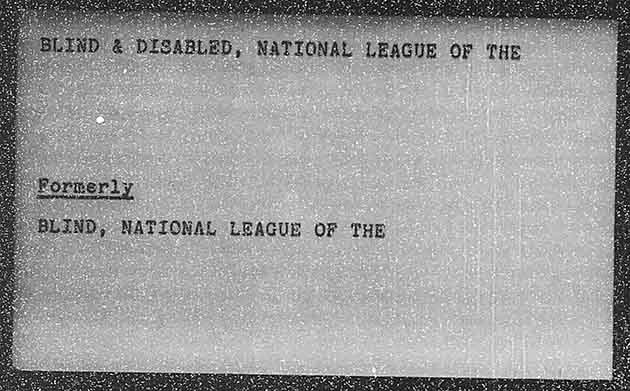 BLIND & DISABLED, NATIONAL LEAGUE OF THE
Formerly
BLIND, NATIONAL LEAGUE OF THE